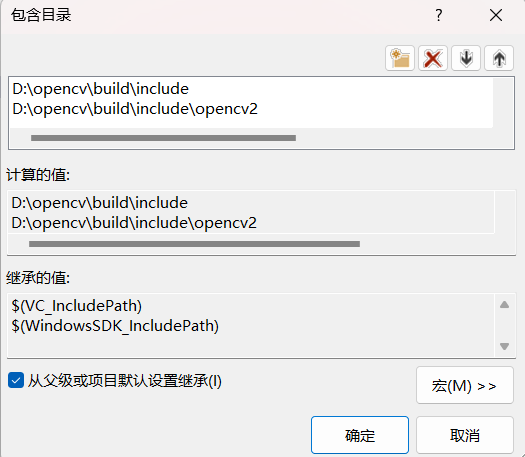 包含目录
?
D:\opencv\build\include
D:\opencv\build\include\opencv2
计算的值:
D:\opencv\build\include
D:\opencv\build\include\opencv2
继承的值:
$(VC_IncludePath)
$(WindowsSDK_IncludePath)
从父级或项目默认设置继承(I)
宏(M) >>
确定
取消